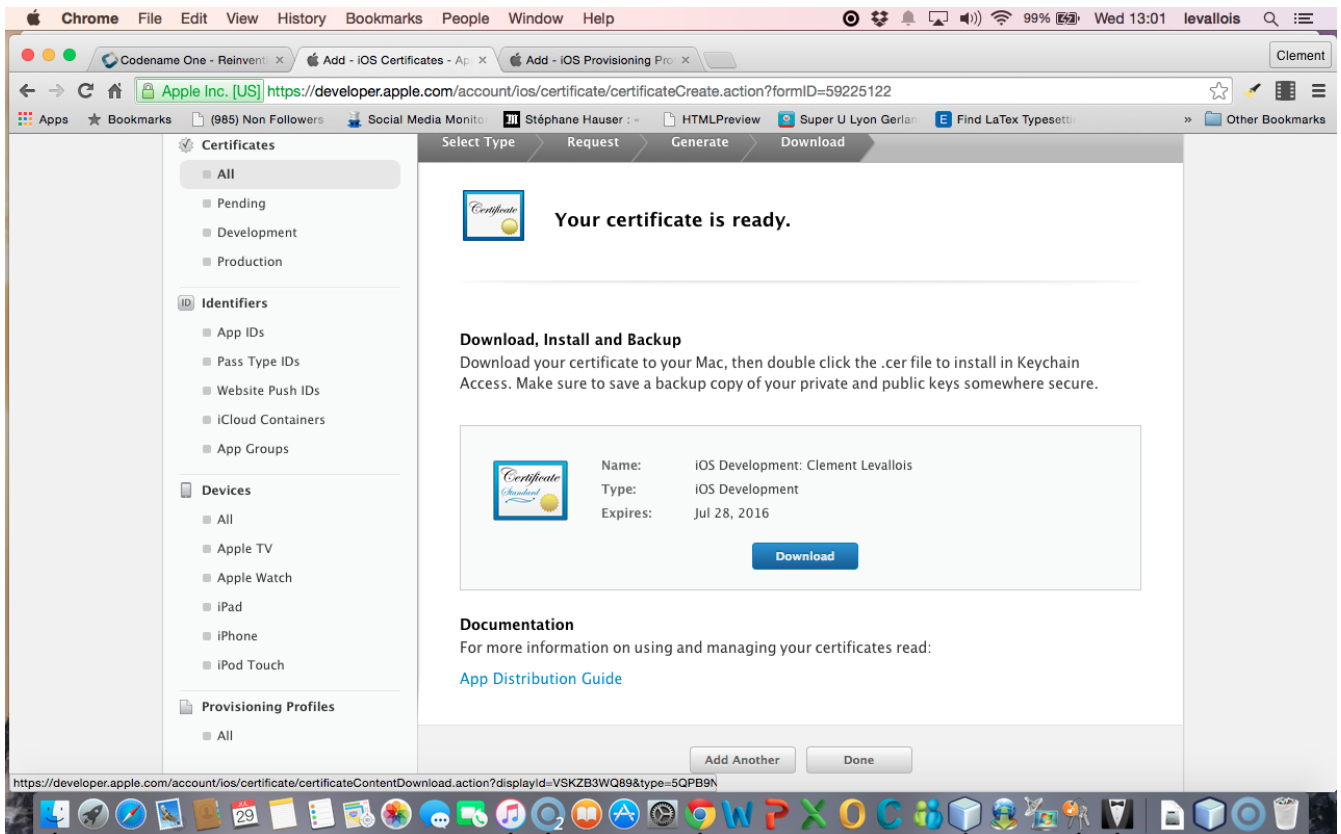 Chrome File Edit View History Bookmarks People Window Help 99% Wed 13:01 levallois
Codename One - Reinventi Add - iOS Certificates - Ap Add - iOS Provisioning Pro Clement
Apple Inc. [US] https://developer.apple.com/account/ios/certificate/certificateCreate.action?formID=59225122
Apps Bookmarks (985) Non Followers Social Media Monito Stéphane Hauser : - HTMLPreview Super U Lyon Gerlan Find LaTex Typesetti » Other Bookmarks
Certificates
All
Pending
Development
Production
ID Identifiers
App IDs
Pass Type IDs
Website Push IDs
iCloud Containers
App Groups
Devices
All
Apple TV
Apple Watch
iPad
iPhone
iPod Touch
Provisioning Profiles
All
Select Type Request Generate Download
Certificate
Your certificate is ready.
Download, Install and Backup
Download your certificate to your Mac, then double click the .cer file to install in Keychain
Access. Make sure to save a backup copy of your private and public keys somewhere secure.
Certificate
Standard
Name: iOS Development: Clement Levallois
Type: iOS Development
Expires: Jul 28, 2016
Download
Documentation
For more information on using and managing your certificates read:
App Distribution Guide
Add Another Done
https://developer.apple.com/account/ios/certificate/certificateContentDownload.action?displayId=VSKZB3WQ89&type=5QPB9N
JUL
29